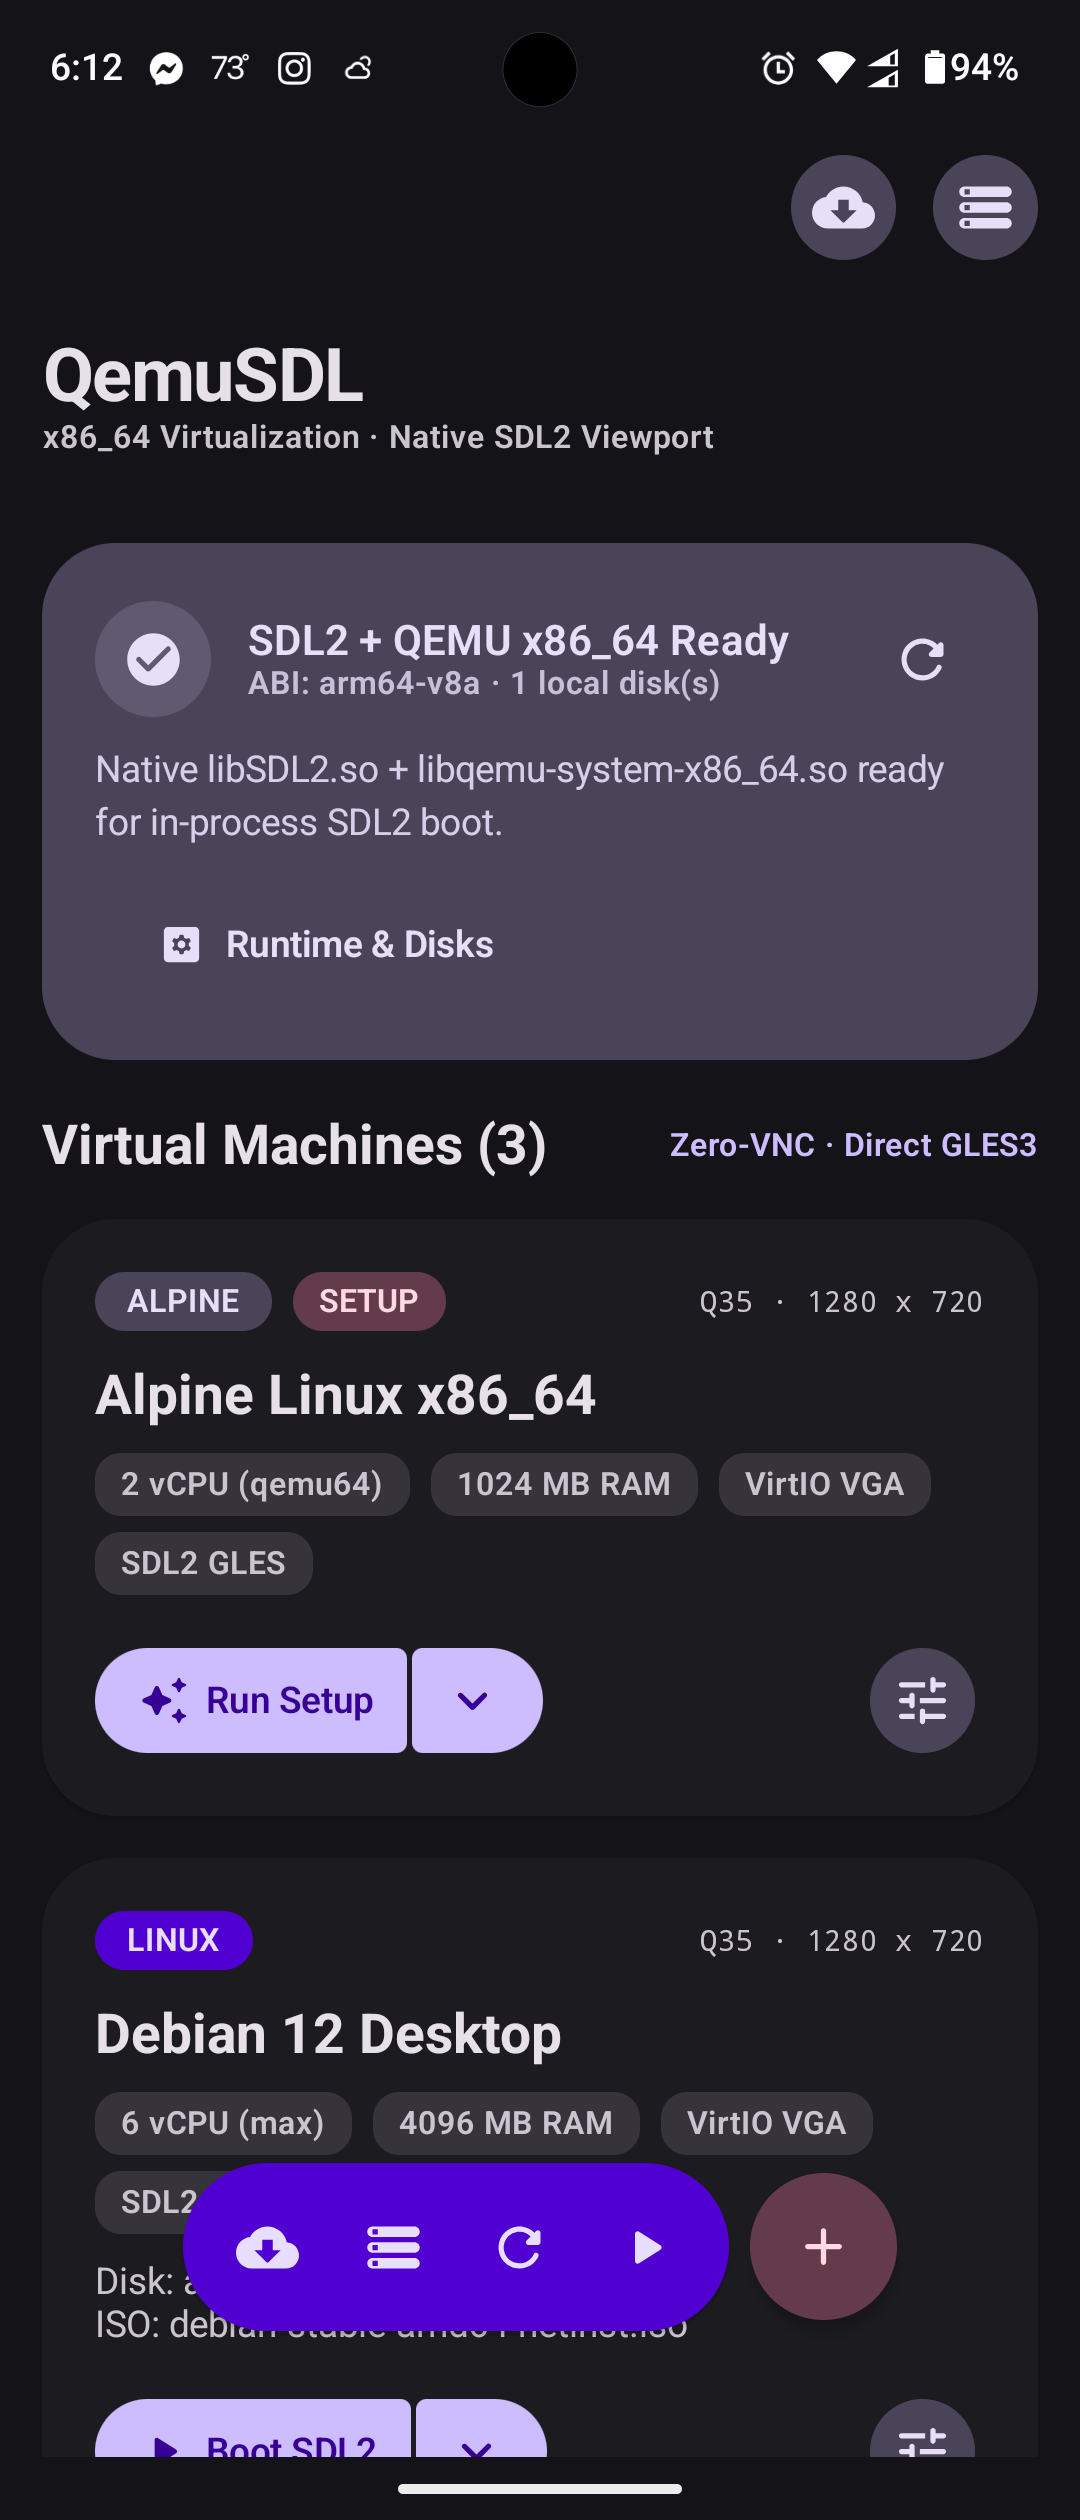 6:12 73° 94%
QemuSDL
x86_64 Virtualization · Native SDL2 Viewport
SDL2 + QEMU x86_64 Ready
ABI: arm64-v8a · 1 local disk(s)
Native libSDL2.so + libqemu-system-x86_64.so ready
for in-process SDL2 boot.
Runtime & Disks
Virtual Machines (3) Zero-VNC · Direct GLES3
ALPINE SETUP Q35 · 1280 x 720
Alpine Linux x86_64
2 vCPU (qemu64) 1024 MB RAM VirtIO VGA
SDL2 GLES
Run Setup
LINUX Q35 · 1280 x 720
Debian 12 Desktop
6 vCPU (max) 4096 MB RAM VirtIO VGA
SDL2
Disk:
ISO:
Boot SDL2